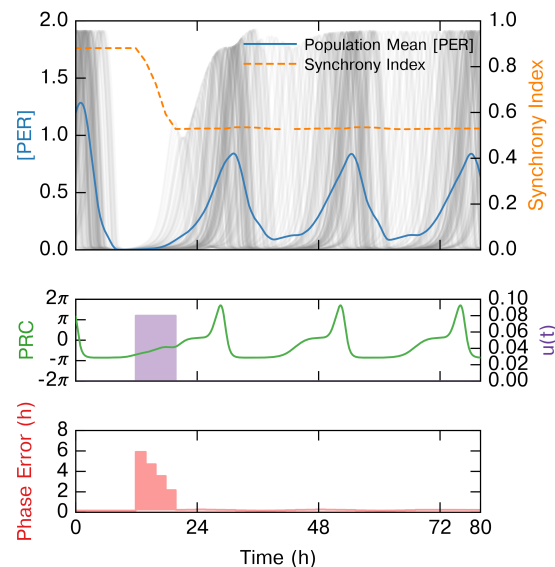 2.0
1.5
1.0
0.5
0.0
[PER]
Population Mean [PER]
Synchrony Index
1.0
0.8
0.6
0.4
0.2
0.0
Synchrony Index
2π
π
0
-π
-2π
PRC
0.10
0.08
0.06
0.04
0.02
0.00
u(t)
8
6
4
2
0
Phase Error (h)
0
24
48
72
80
Time (h)